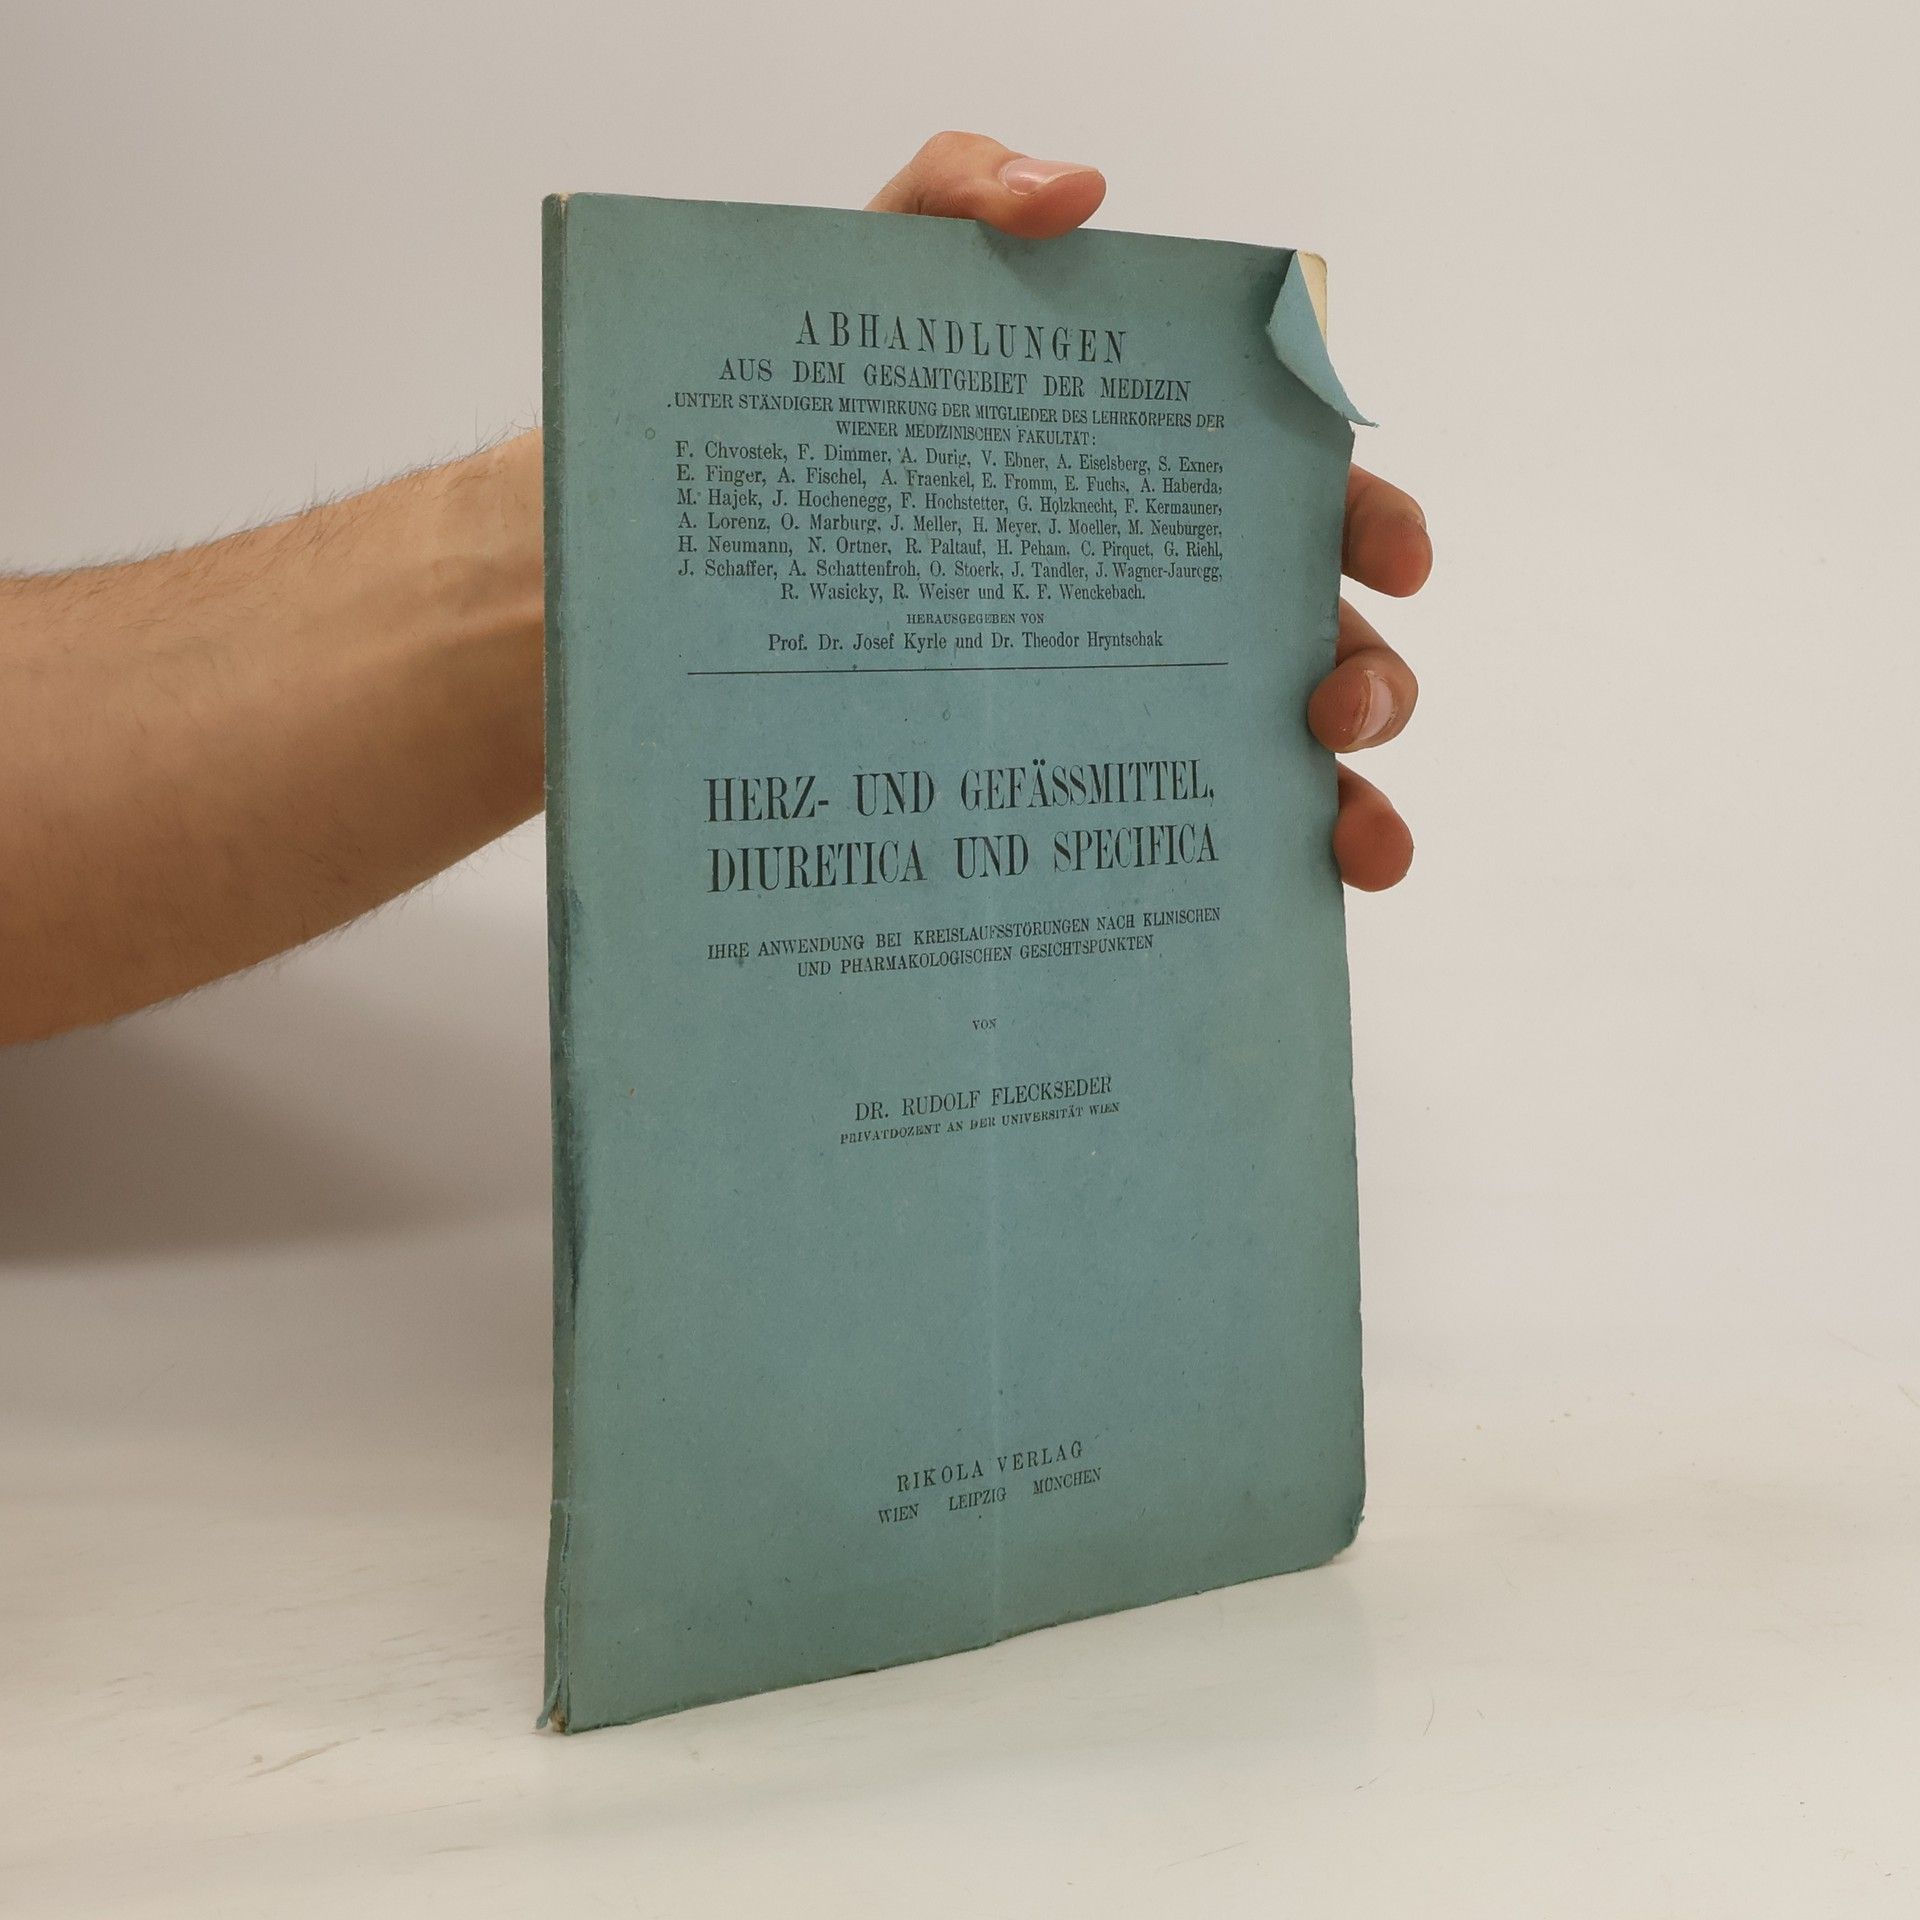 ABHANDLUNGEN
AUS DEM GESAMTGEBIET DER MEDIZIN
UNTER STÄNDIGER MITWIRKUNG DER MITGLIEDER DES LEHRKÖRPERS DER
WIENER MEDIZINISCHEN FAKULTÄT:
F. Chvostek, F. Dimmer, A. Durig, V. Ebner, A. Eiselsberg, S. Exner,
E. Finger, A. Fischel, A. Fraenkel, E. Fromm, E. Fuchs, A. Haberda,
M. Hajek, J. Hochenegg, F. Hochstetter, G. Holzknecht, F. Kermauner,
A. Lorenz, O. Marburg, J. Meller, H. Meyer, J. Moeller, M. Neuburger,
H. Neumann, N. Ortner, R. Paltauf, H. Peham, C. Pirquet, G. Riehl,
J. Schaffer, A. Schattenfroh, O. Stoerk, J. Tandler, J. Wagner-Jauregg,
R. Wasicky, R. Weiser und K. F. Wenckebach.
HERAUSGEGEBEN VON
Prof. Dr. Josef Kyrle und Dr. Theodor Hryntschak
HERZ- UND GEFÄSSMITTEL,
DIURETICA UND SPECIFICA
IHRE ANWENDUNG BEI KREISLAUFSSTÖRUNGEN NACH KLINISCHEN
UND PHARMAKOLOGISCHEN GESICHTSPUNKTEN
VON
DR. RUDOLF FLECKSEDER
PRIVATDOZENT AN DER UNIVERSITÄT WIEN
RIKOLA VERLAG
WIEN LEIPZIG MÜNCHEN